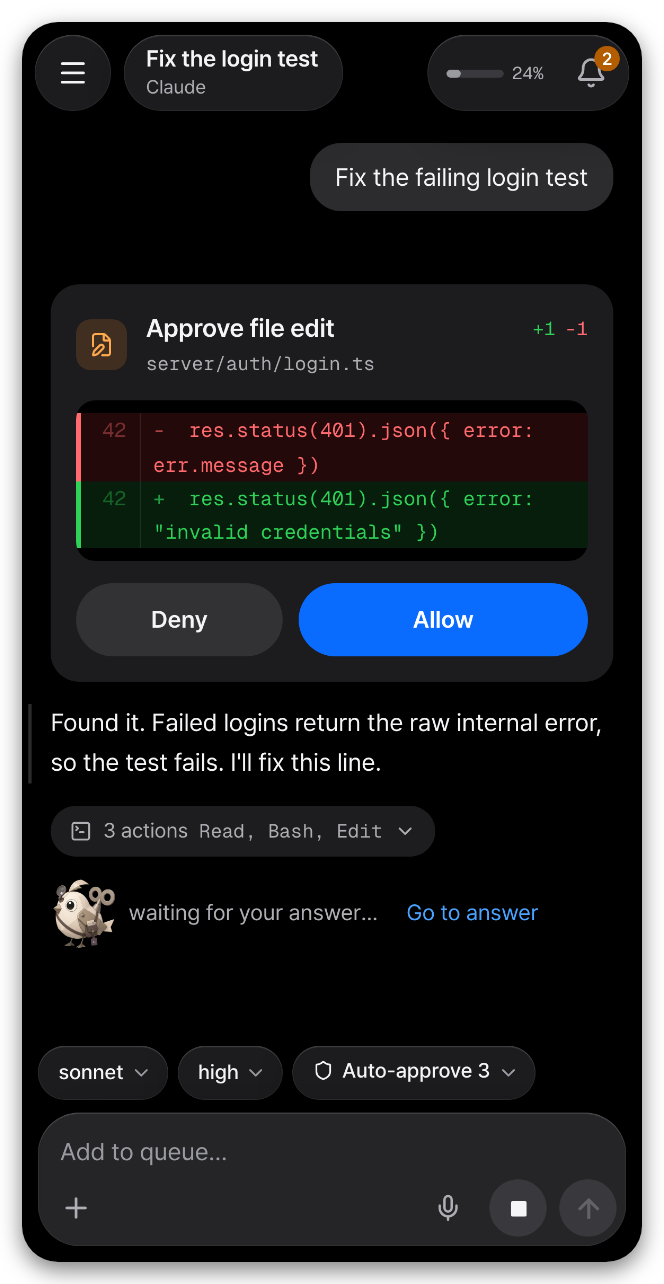 Fix the login test
Claude
24%
2
Fix the failing login test
Approve file edit
+1 -1
server/auth/login.ts
42 - res.status(401).json({ error:
err.message })
42 + res.status(401).json({ error:
"invalid credentials" })
Deny
Allow
Found it. Failed logins return the raw internal error,
so the test fails. I'll fix this line.
3 actions Read, Bash, Edit
waiting for your answer... Go to answer
sonnet
high
Auto-approve 3
Add to queue...